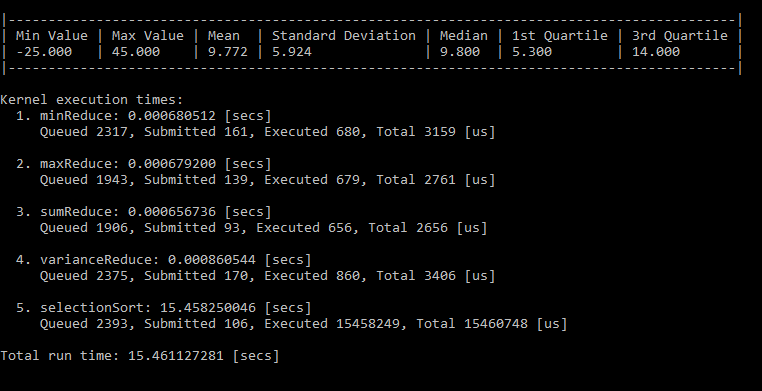 |-------------------------------------------------------------------------------------------|
| Min Value | Max Value | Mean  | Standard Deviation | Median | 1st Quartile | 3rd Quartile |
| -25.000   | 45.000    | 9.772 | 5.924              | 9.800  | 5.300        | 14.000       |
|-------------------------------------------------------------------------------------------|
Kernel execution times:
  1. minReduce: 0.000680512 [secs]
     Queued 2317, Submitted 161, Executed 680, Total 3159 [us]
  2. maxReduce: 0.000679200 [secs]
     Queued 1943, Submitted 139, Executed 679, Total 2761 [us]
  3. sumReduce: 0.000656736 [secs]
     Queued 1906, Submitted 93, Executed 656, Total 2656 [us]
  4. varianceReduce: 0.000860544 [secs]
     Queued 2375, Submitted 170, Executed 860, Total 3406 [us]
  5. selectionSort: 15.458250046 [secs]
     Queued 2393, Submitted 106, Executed 15458249, Total 15460748 [us]
Total run time: 15.461127281 [secs]